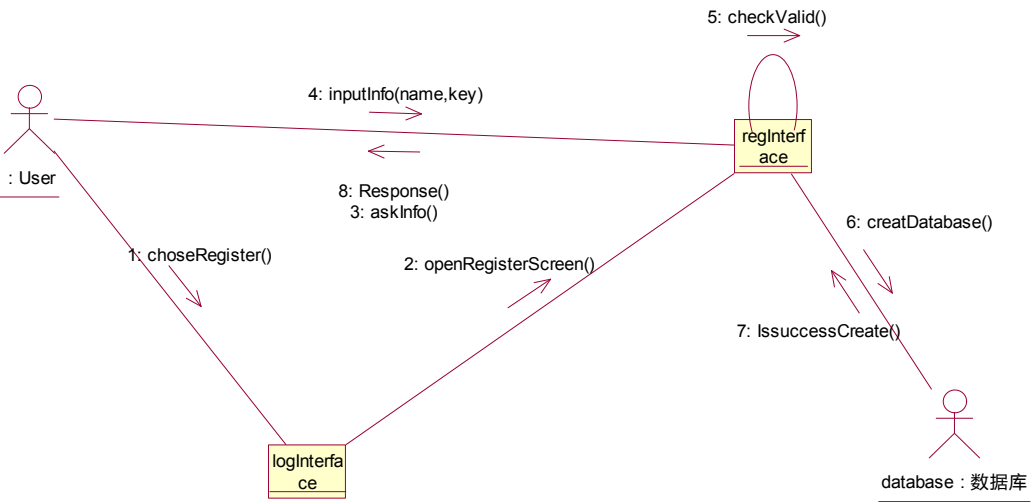 5: checkValid()
4: inputInfo(name,key)
regInterf
ace
: User
8: Response()
3: askInfo()
6: creatDatabase()
1: choseRegister()
2: openRegisterScreen()
7: IssuccessCreate()
logInterfa
ce
database : 数据库